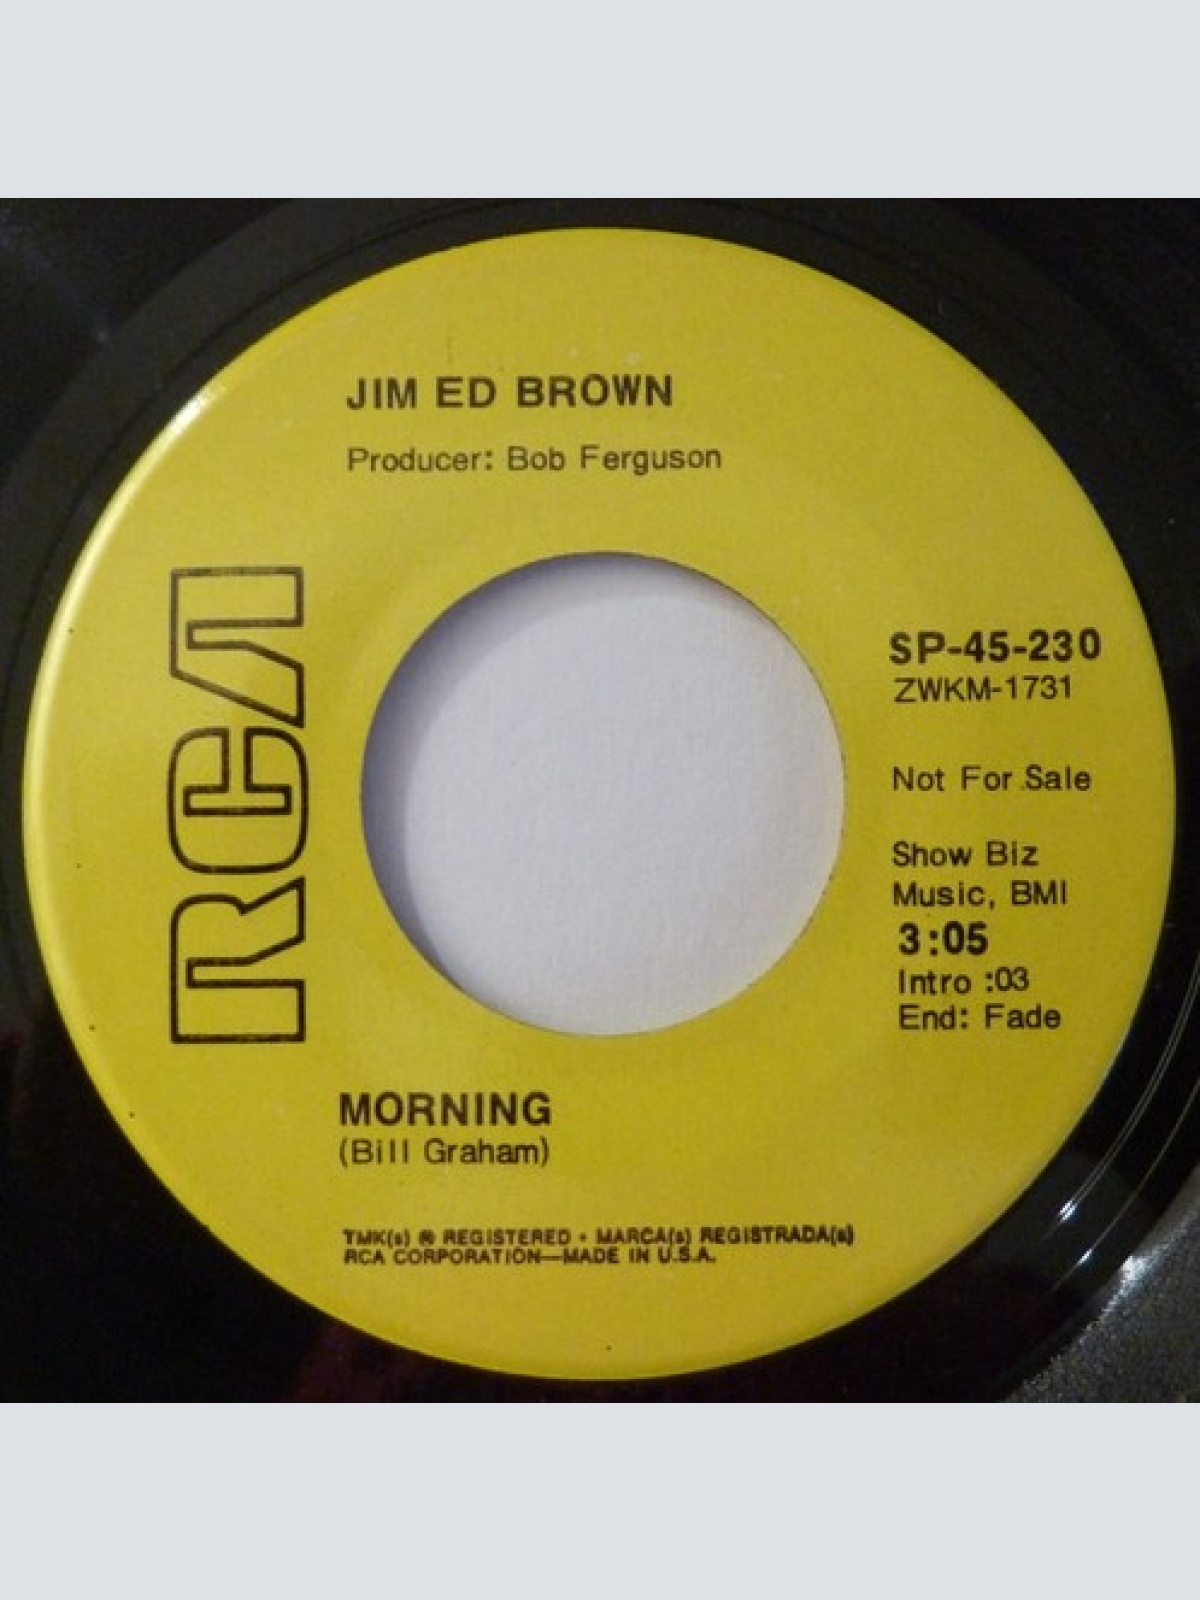 JIM ED BROWN
Producer: Bob Ferguson
RCA
SP-45-230
ZWKM-1731
Not For Sale
Show Biz
Music, BMI
3:05
Intro :03
End: Fade
MORNING
(Bill Graham)
TMK(s) ® REGISTERED • MARCA(s) REGISTRADA(s)
RCA CORPORATION—MADE IN U.S.A.